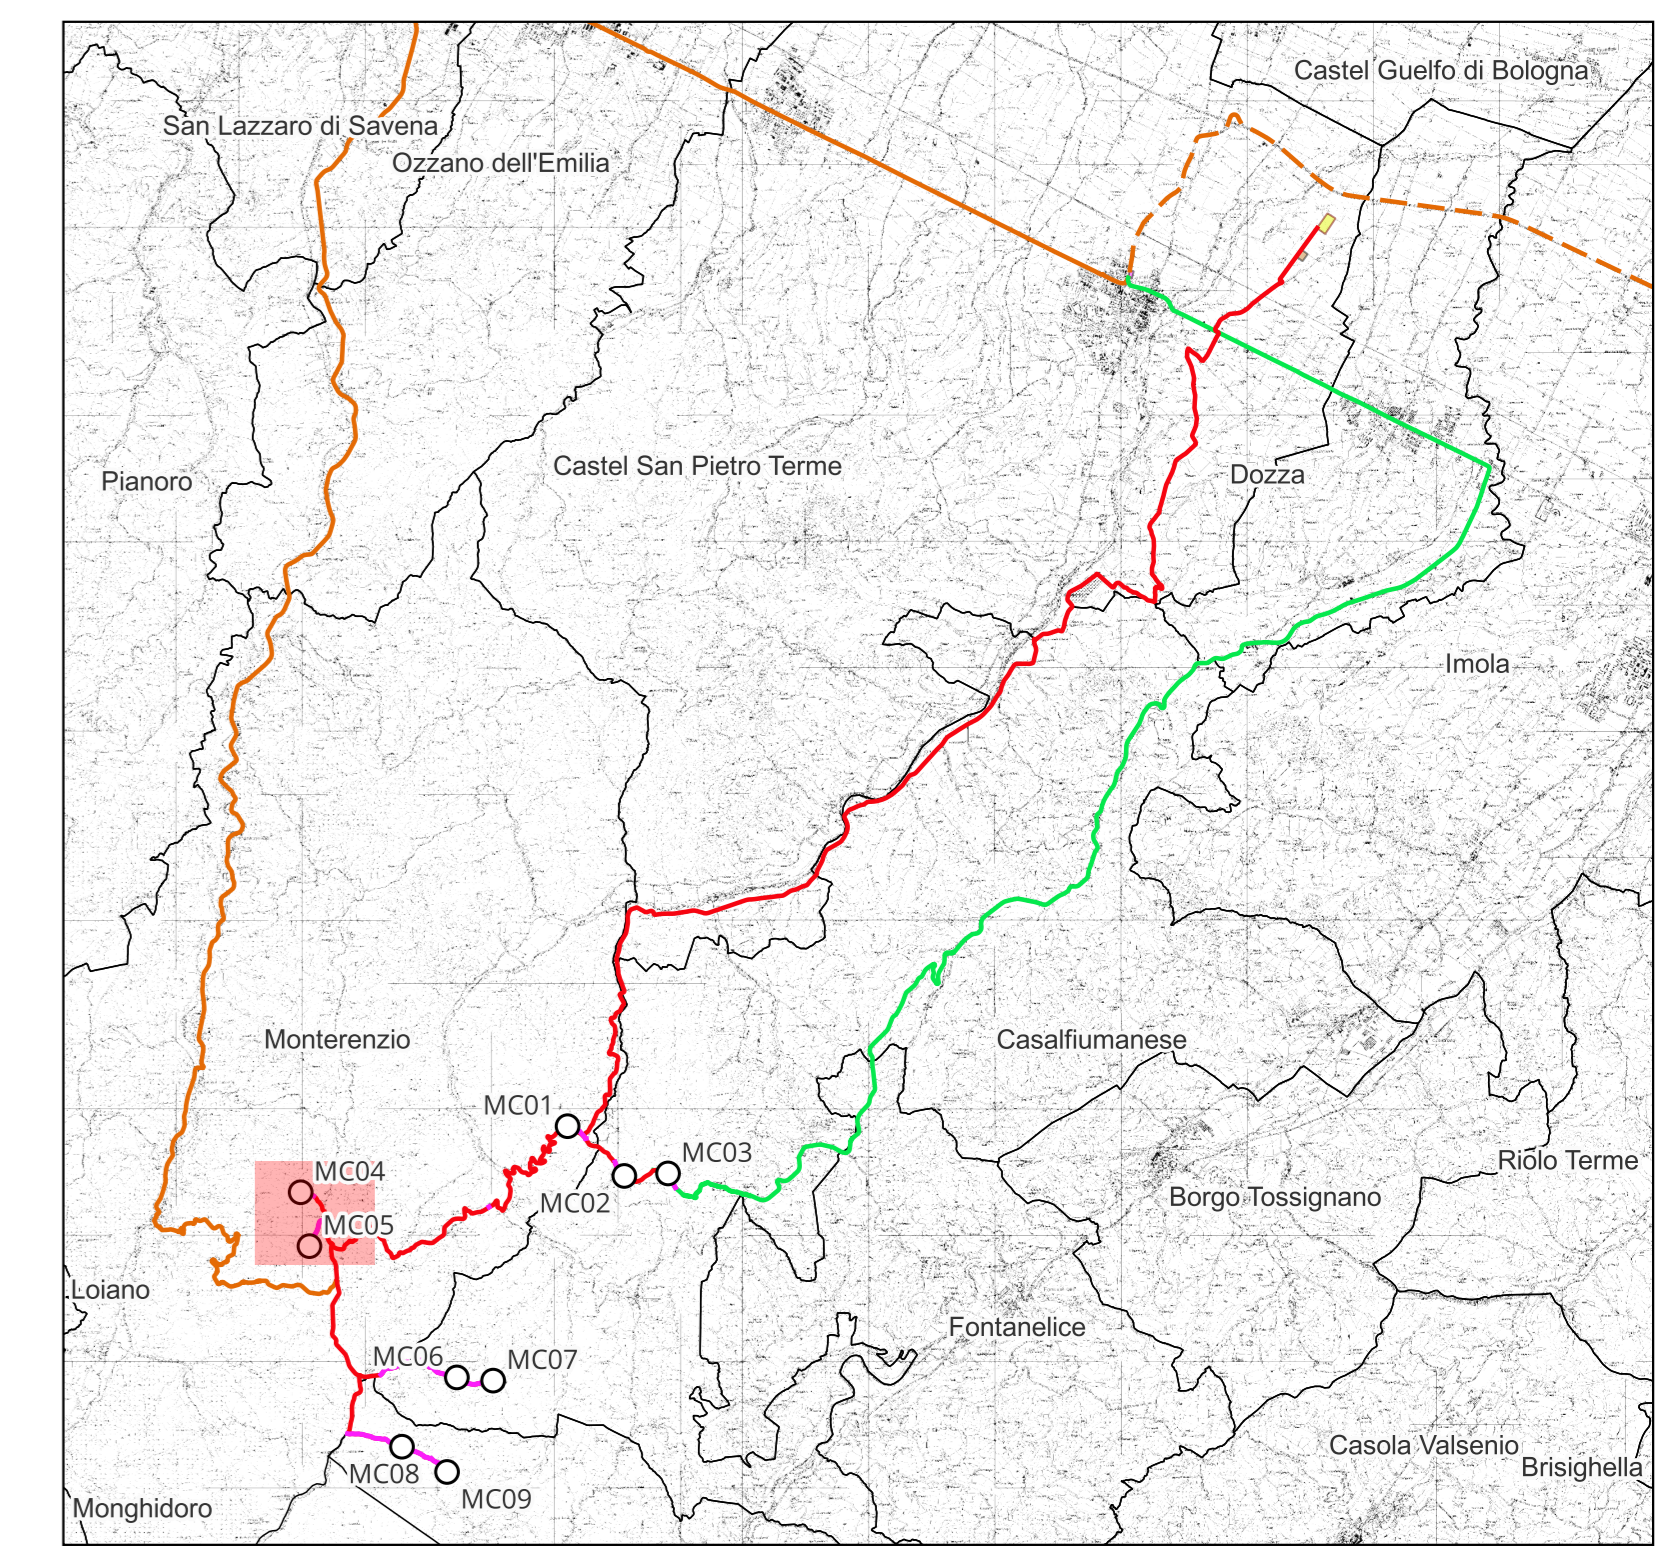 Castel Guelfo di Bologna
San Lazzaro di Savena
Ozzano dell'Emilia
Pianoro
Castel San Pietro Terme
Dozza
Imola
Monterenzio
Casalfiumanese
MC01
MC03
MC02
MC04
MC05
Riolo Terme
Borgo Tossignano
Loiano
Fontanelice
MC06
MC07
Casola Valsenio
Brisighella
MC08
MC09
Monghidoro